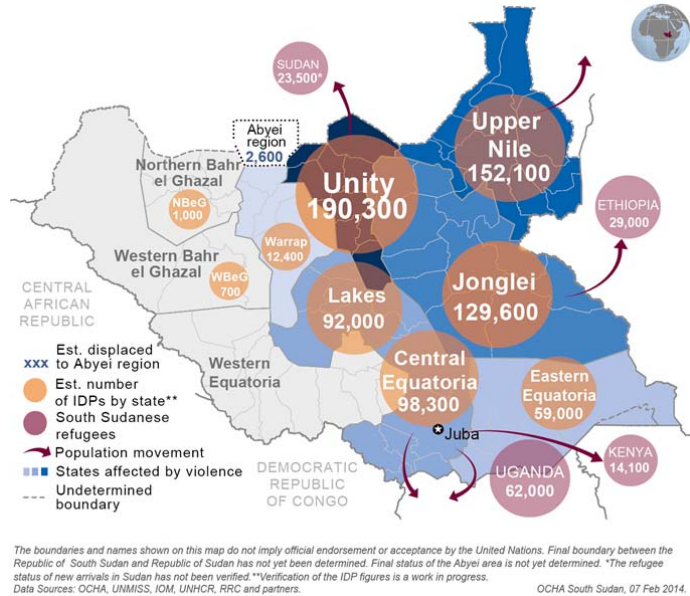 SUDAN
23,500*
Abyei
region
2,600
Upper
Nile
152,100
Northern Bahr
el Ghazal
NBeG
1,000
Unity
190,300
ETHIOPIA
29,000
Warrap
12,400
Western Bahr
el Ghazal
WBeG
700
Jonglei
129,600
CENTRAL
AFRICAN
REPUBLIC
Lakes
92,000
Western
Equatoria
Central
Equatoria
98,300
Eastern
Equatoria
59,000
Juba
KENYA
14,100
UGANDA
62,000
DEMOCRATIC
REPUBLIC
OF CONGO
xxx Est. displaced
to Abyei region
Est. number
of IDPs by state**
South Sudanese
refugees
Population movement
States affected by violence
Undetermined
boundary
The boundaries and names shown on this map do not imply official endorsement or acceptance by the United Nations. Final boundary between the
Republic of South Sudan and Republic of Sudan has not yet been determined. Final status of the Abyei area is not yet determined. *The refugee
status of new arrivals in Sudan has not been verified.**Verification of the IDP figures is a work in progress.
Data Sources: OCHA, UNMISS, IOM, UNHCR, RRC and partners.
OCHA South Sudan, 07 Feb 2014.